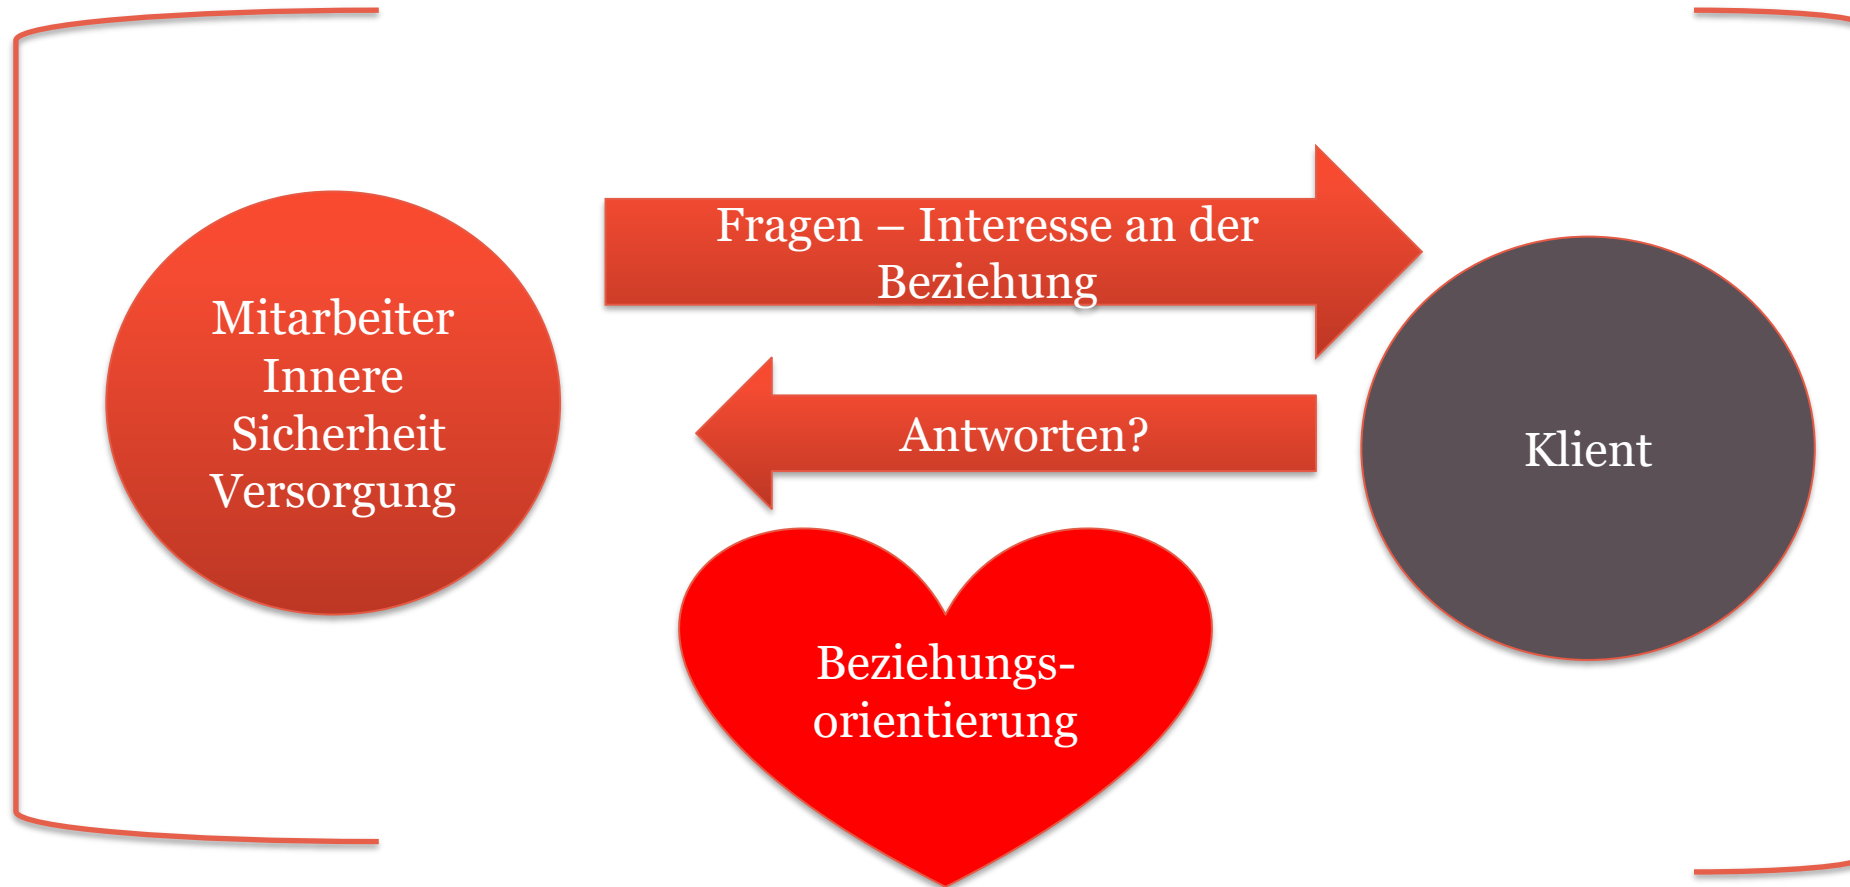 Mitarbeiter
Innere
Sicherheit
Versorgung
Fragen – Interesse an der
Beziehung
Antworten?
Klient
Beziehungs-
orientierung